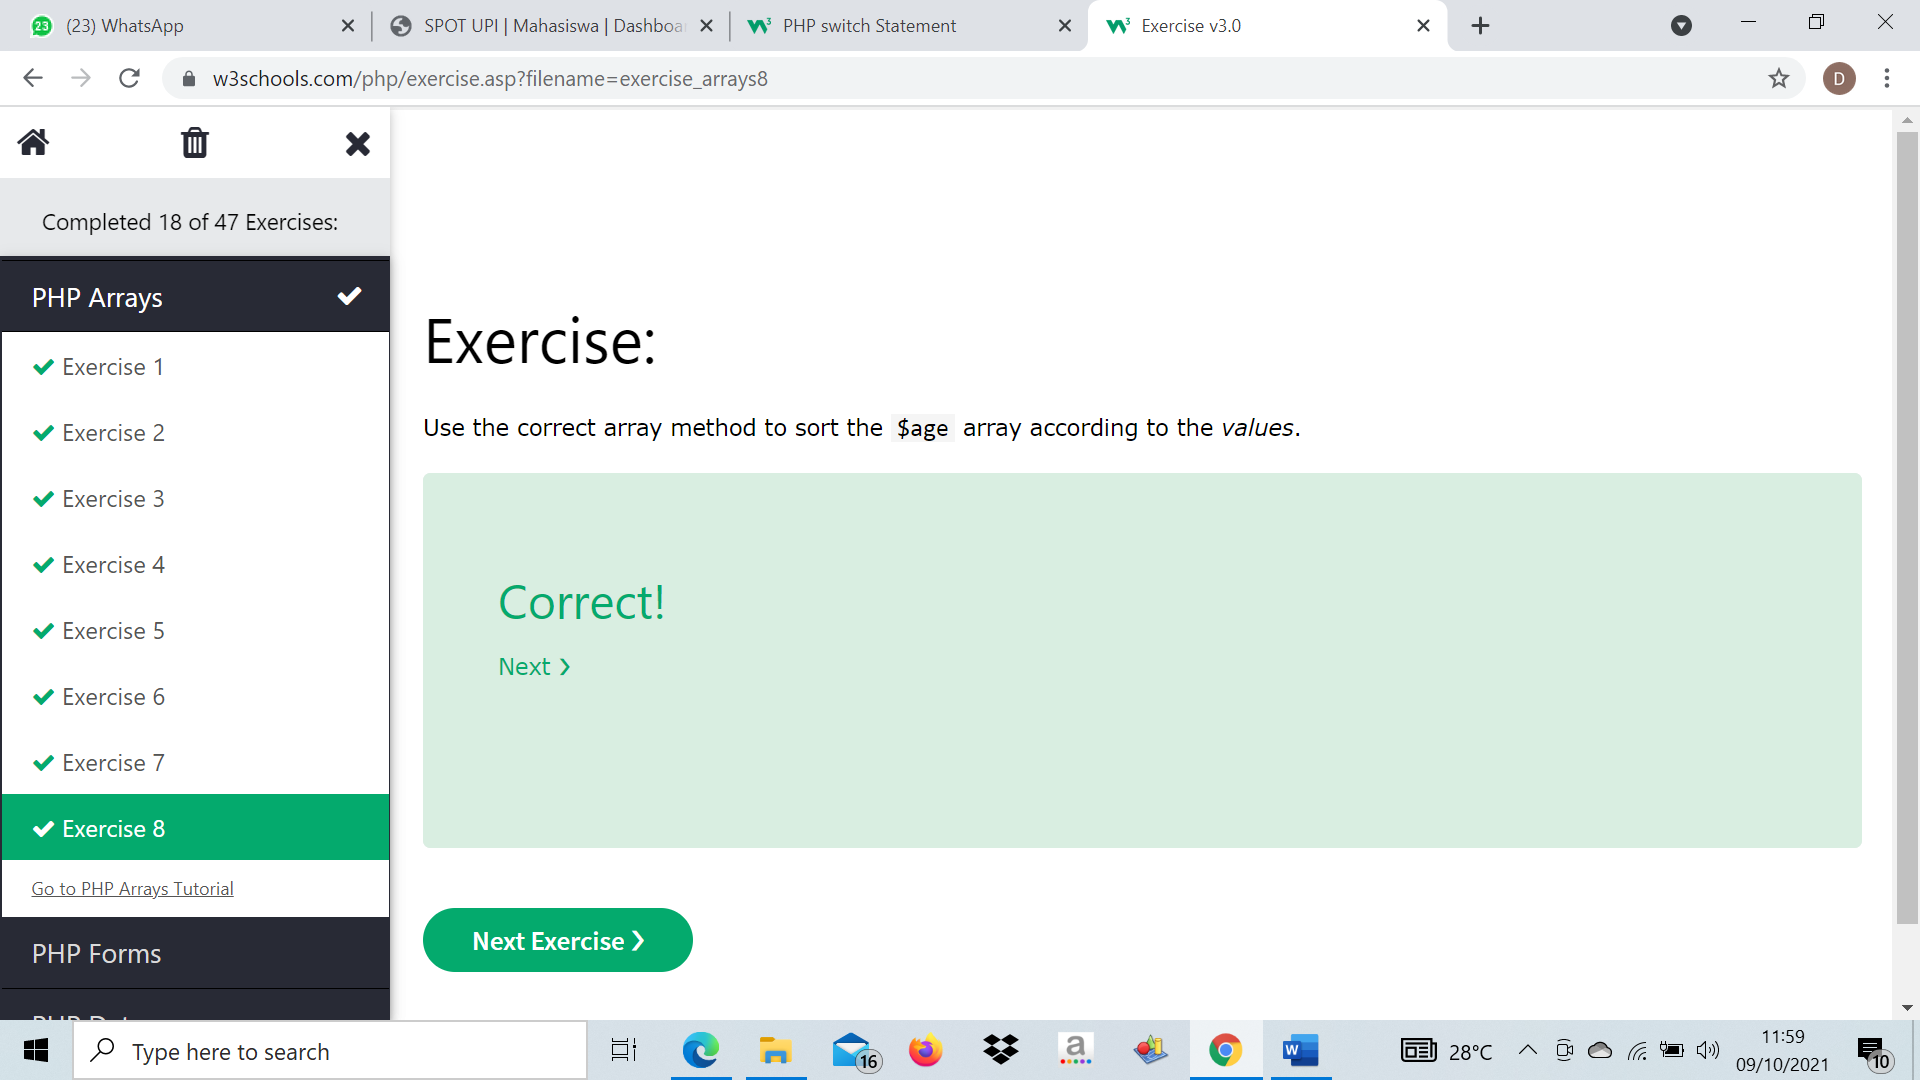 23
(23) WhatsApp
SPOT UPI | Mahasiswa | Dashboa
PHP switch Statement
Exercise v3.0
w3schools.com/php/exercise.asp?filename=exercise_arrays8
D
Completed 18 of 47 Exercises:
PHP Arrays
Exercise 1
Exercise 2
Exercise 3
Exercise 4
Exercise 5
Exercise 6
Exercise 7
Exercise 8
Go to PHP Arrays Tutorial
PHP Forms
Exercise:
Use the correct array method to sort the $age array according to the values.
Correct!
Next ❯
Next Exercise ❯
Type here to search
16
a
W
28°C
11:59
09/10/2021
10